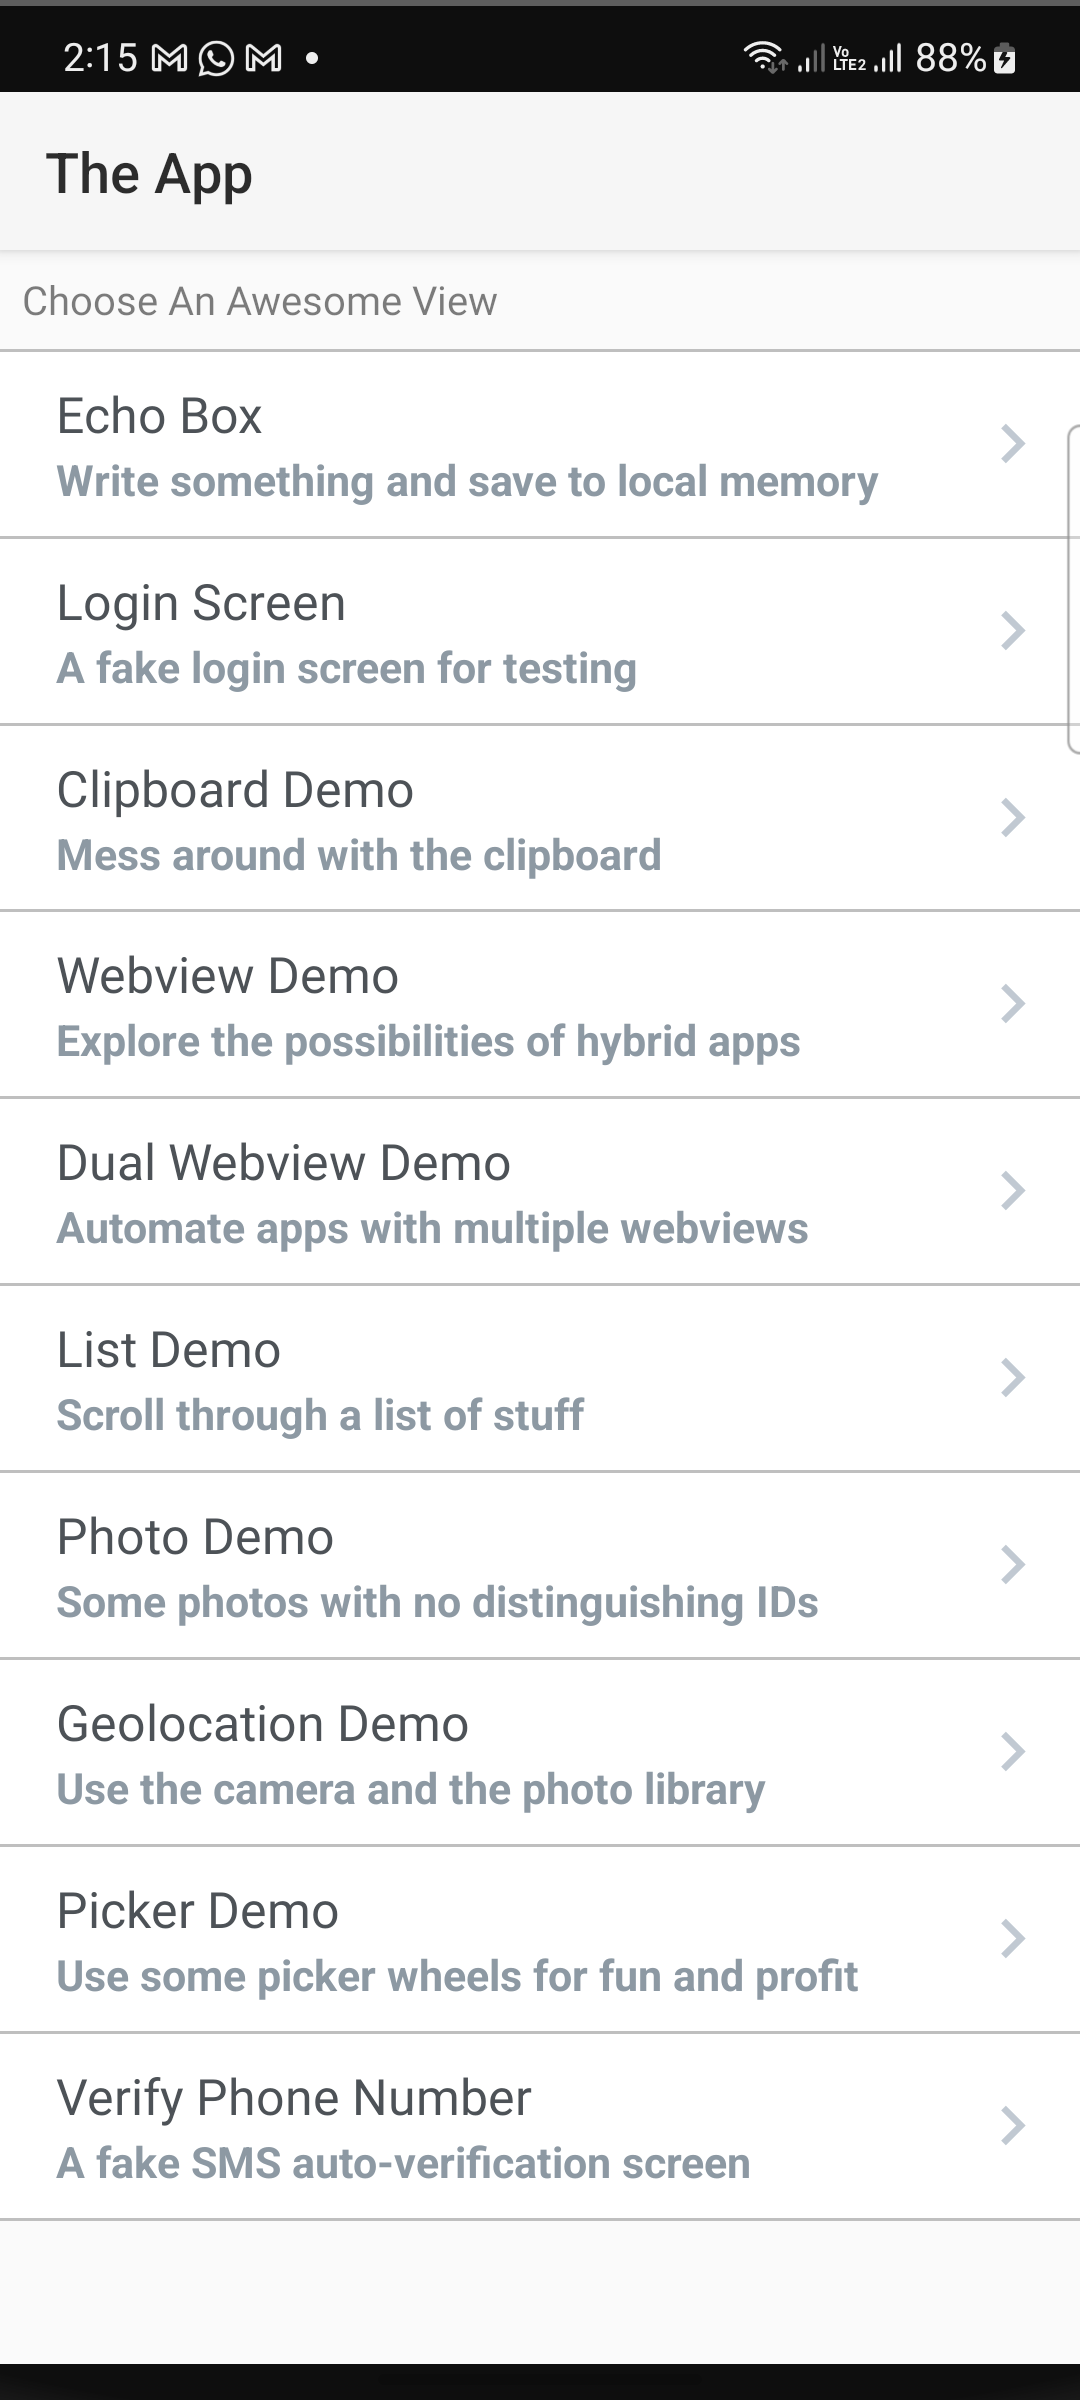 2:15
Vo
LTE2
88%
The App
Choose An Awesome View
Echo Box
Write something and save to local memory
Login Screen
A fake login screen for testing
Clipboard Demo
Mess around with the clipboard
Webview Demo
Explore the possibilities of hybrid apps
Dual Webview Demo
Automate apps with multiple webviews
List Demo
Scroll through a list of stuff
Photo Demo
Some photos with no distinguishing IDs
Geolocation Demo
Use the camera and the photo library
Picker Demo
Use some picker wheels for fun and profit
Verify Phone Number
A fake SMS auto-verification screen